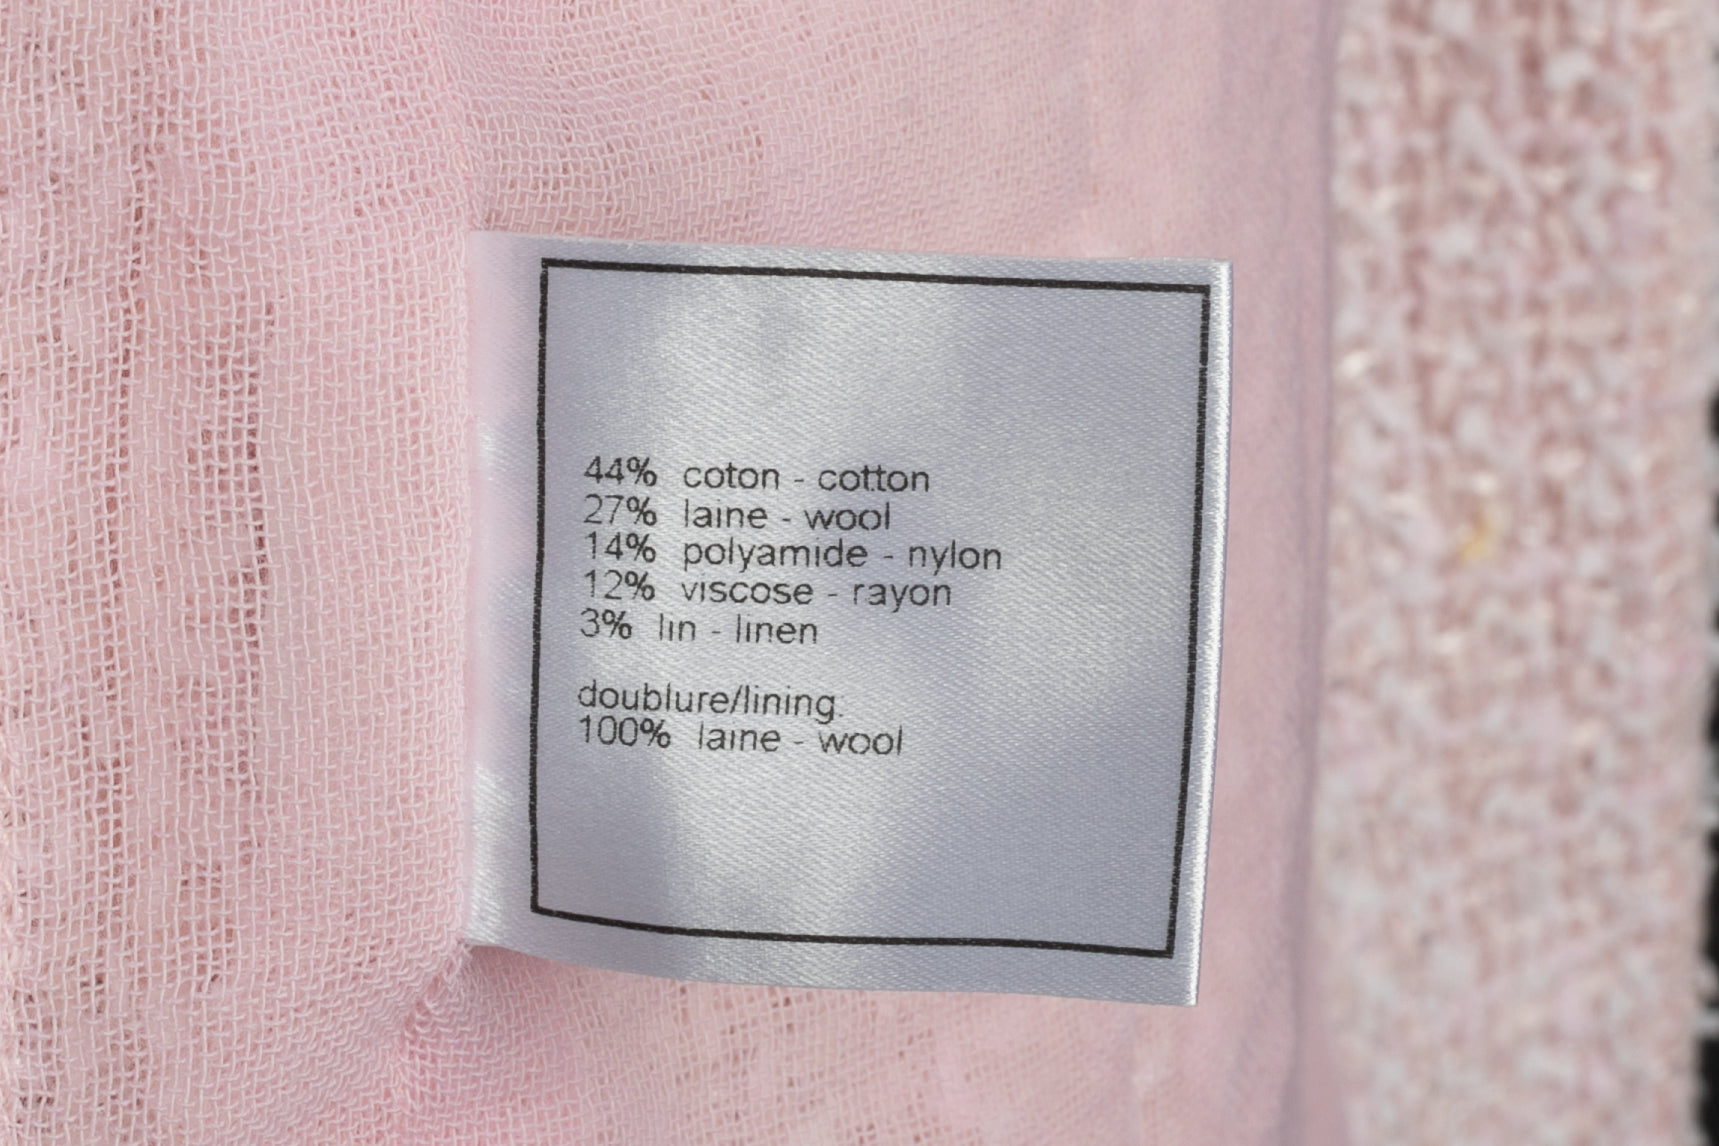 44% coton - cotton
27% laine - wool
14% polyamide - nylon
12% viscose - rayon
3% lin - linen
doublure/lining:
100% laine - wool